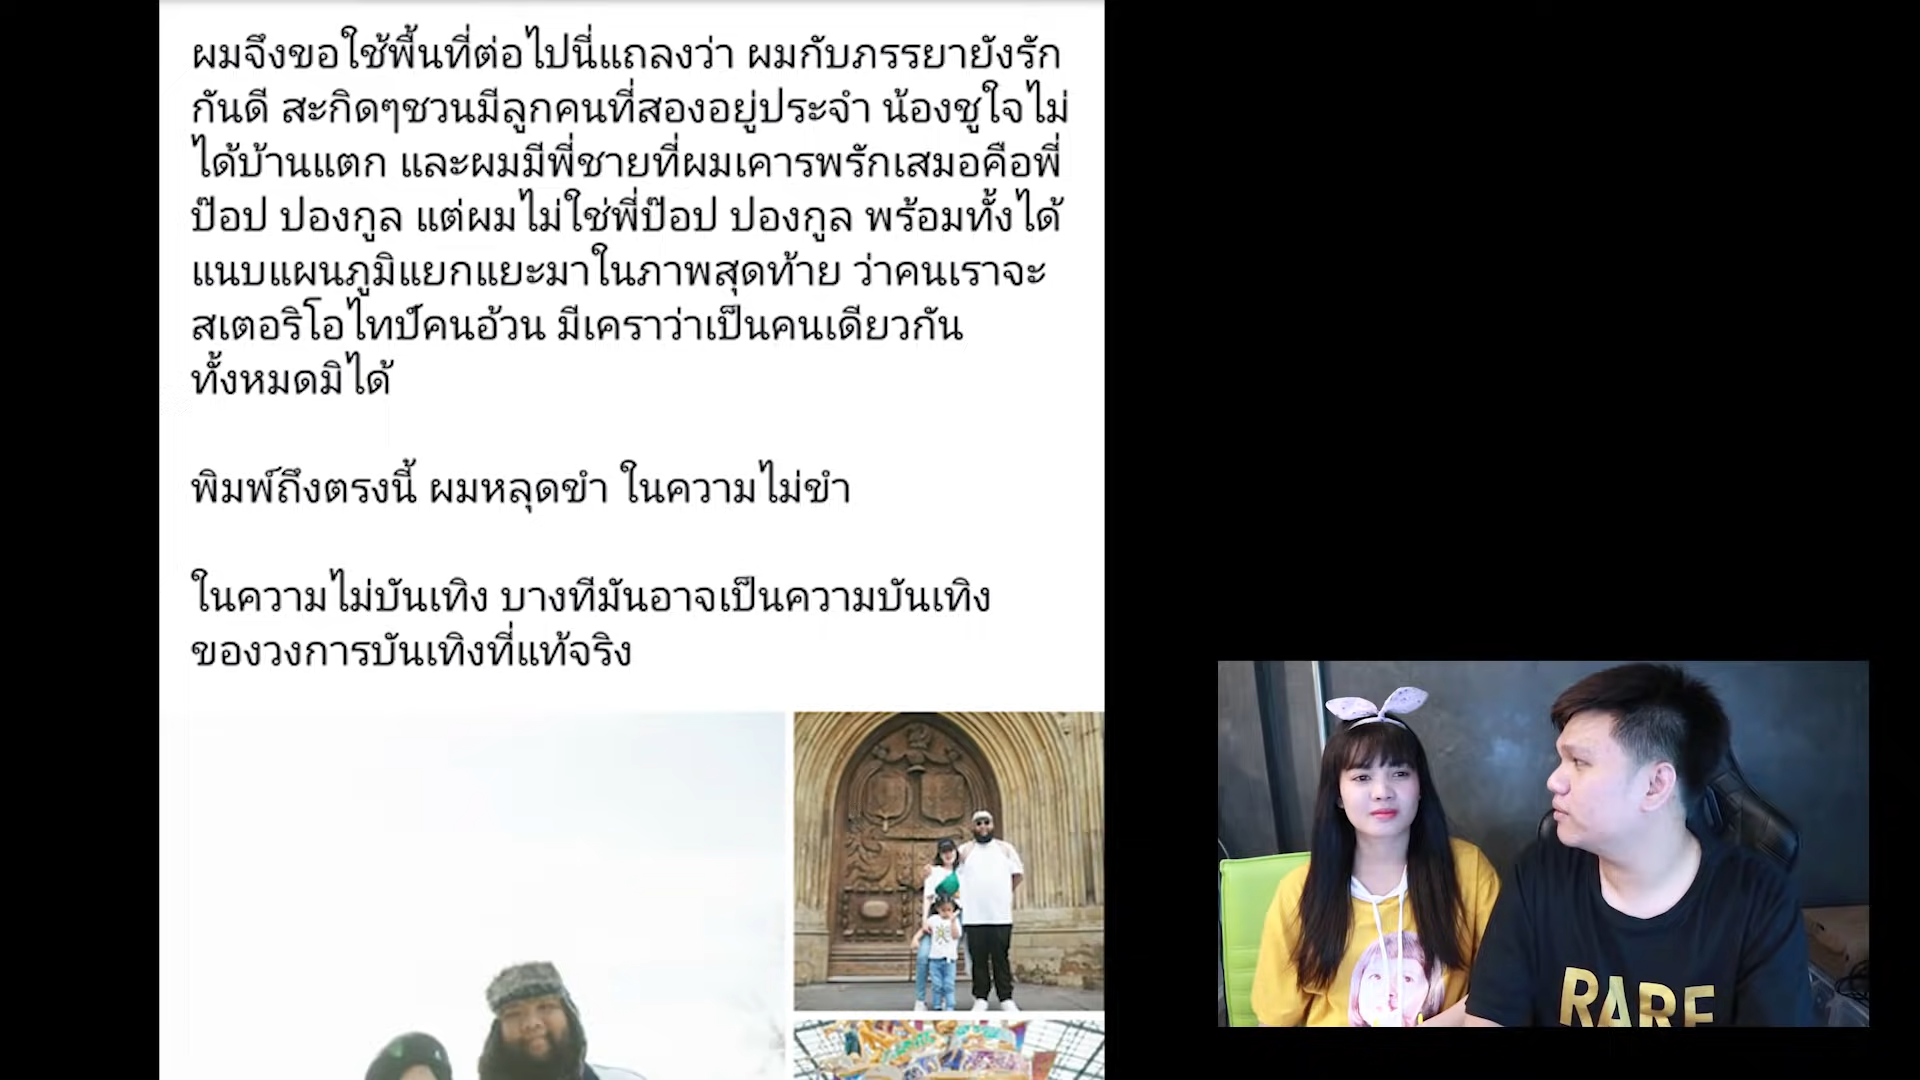 ผมจึงขอใช้พื้นที่ต่อไปนี่แถลงว่า ผมกับภรรยายังรัก
กันดี สะกิดๆชวนมีลูกคนที่สองอยู่ประจำ น้องชูใจไม่
ได้บ้านแตก และผมมีพี่ชายที่ผมเคารพรักเสมอคือพี่
ป๊อป ปองกูล แต่ผมไม่ใช่พี่ป๊อป ปองกูล พร้อมทั้งได้
แนบแผนภูมิแยกแยะมาในภาพสุดท้าย ว่าคนเราจะ
สเตอริโอไทป์คนอ้วน มีเคราว่าเป็นคนเดียวกัน
ทั้งหมดมิได้
พิมพ์ถึงตรงนี้ ผมหลุดขำ ในความไม่ขำ
ในความไม่บันเทิง บางทีมันอาจเป็นความบันเทิง
ของวงการบันเทิงที่แท้จริง
RARE